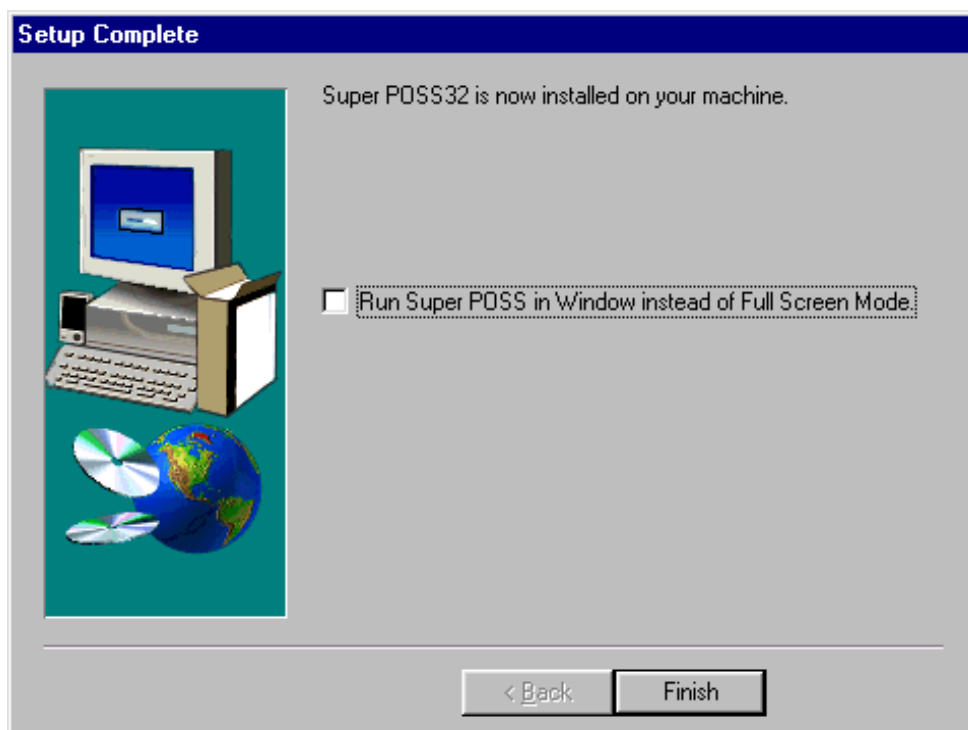 Setup Complete
Super POSS32 is now installed on your machine.
Run Super POSS in Window instead of Full Screen Mode.
< Back
Finish